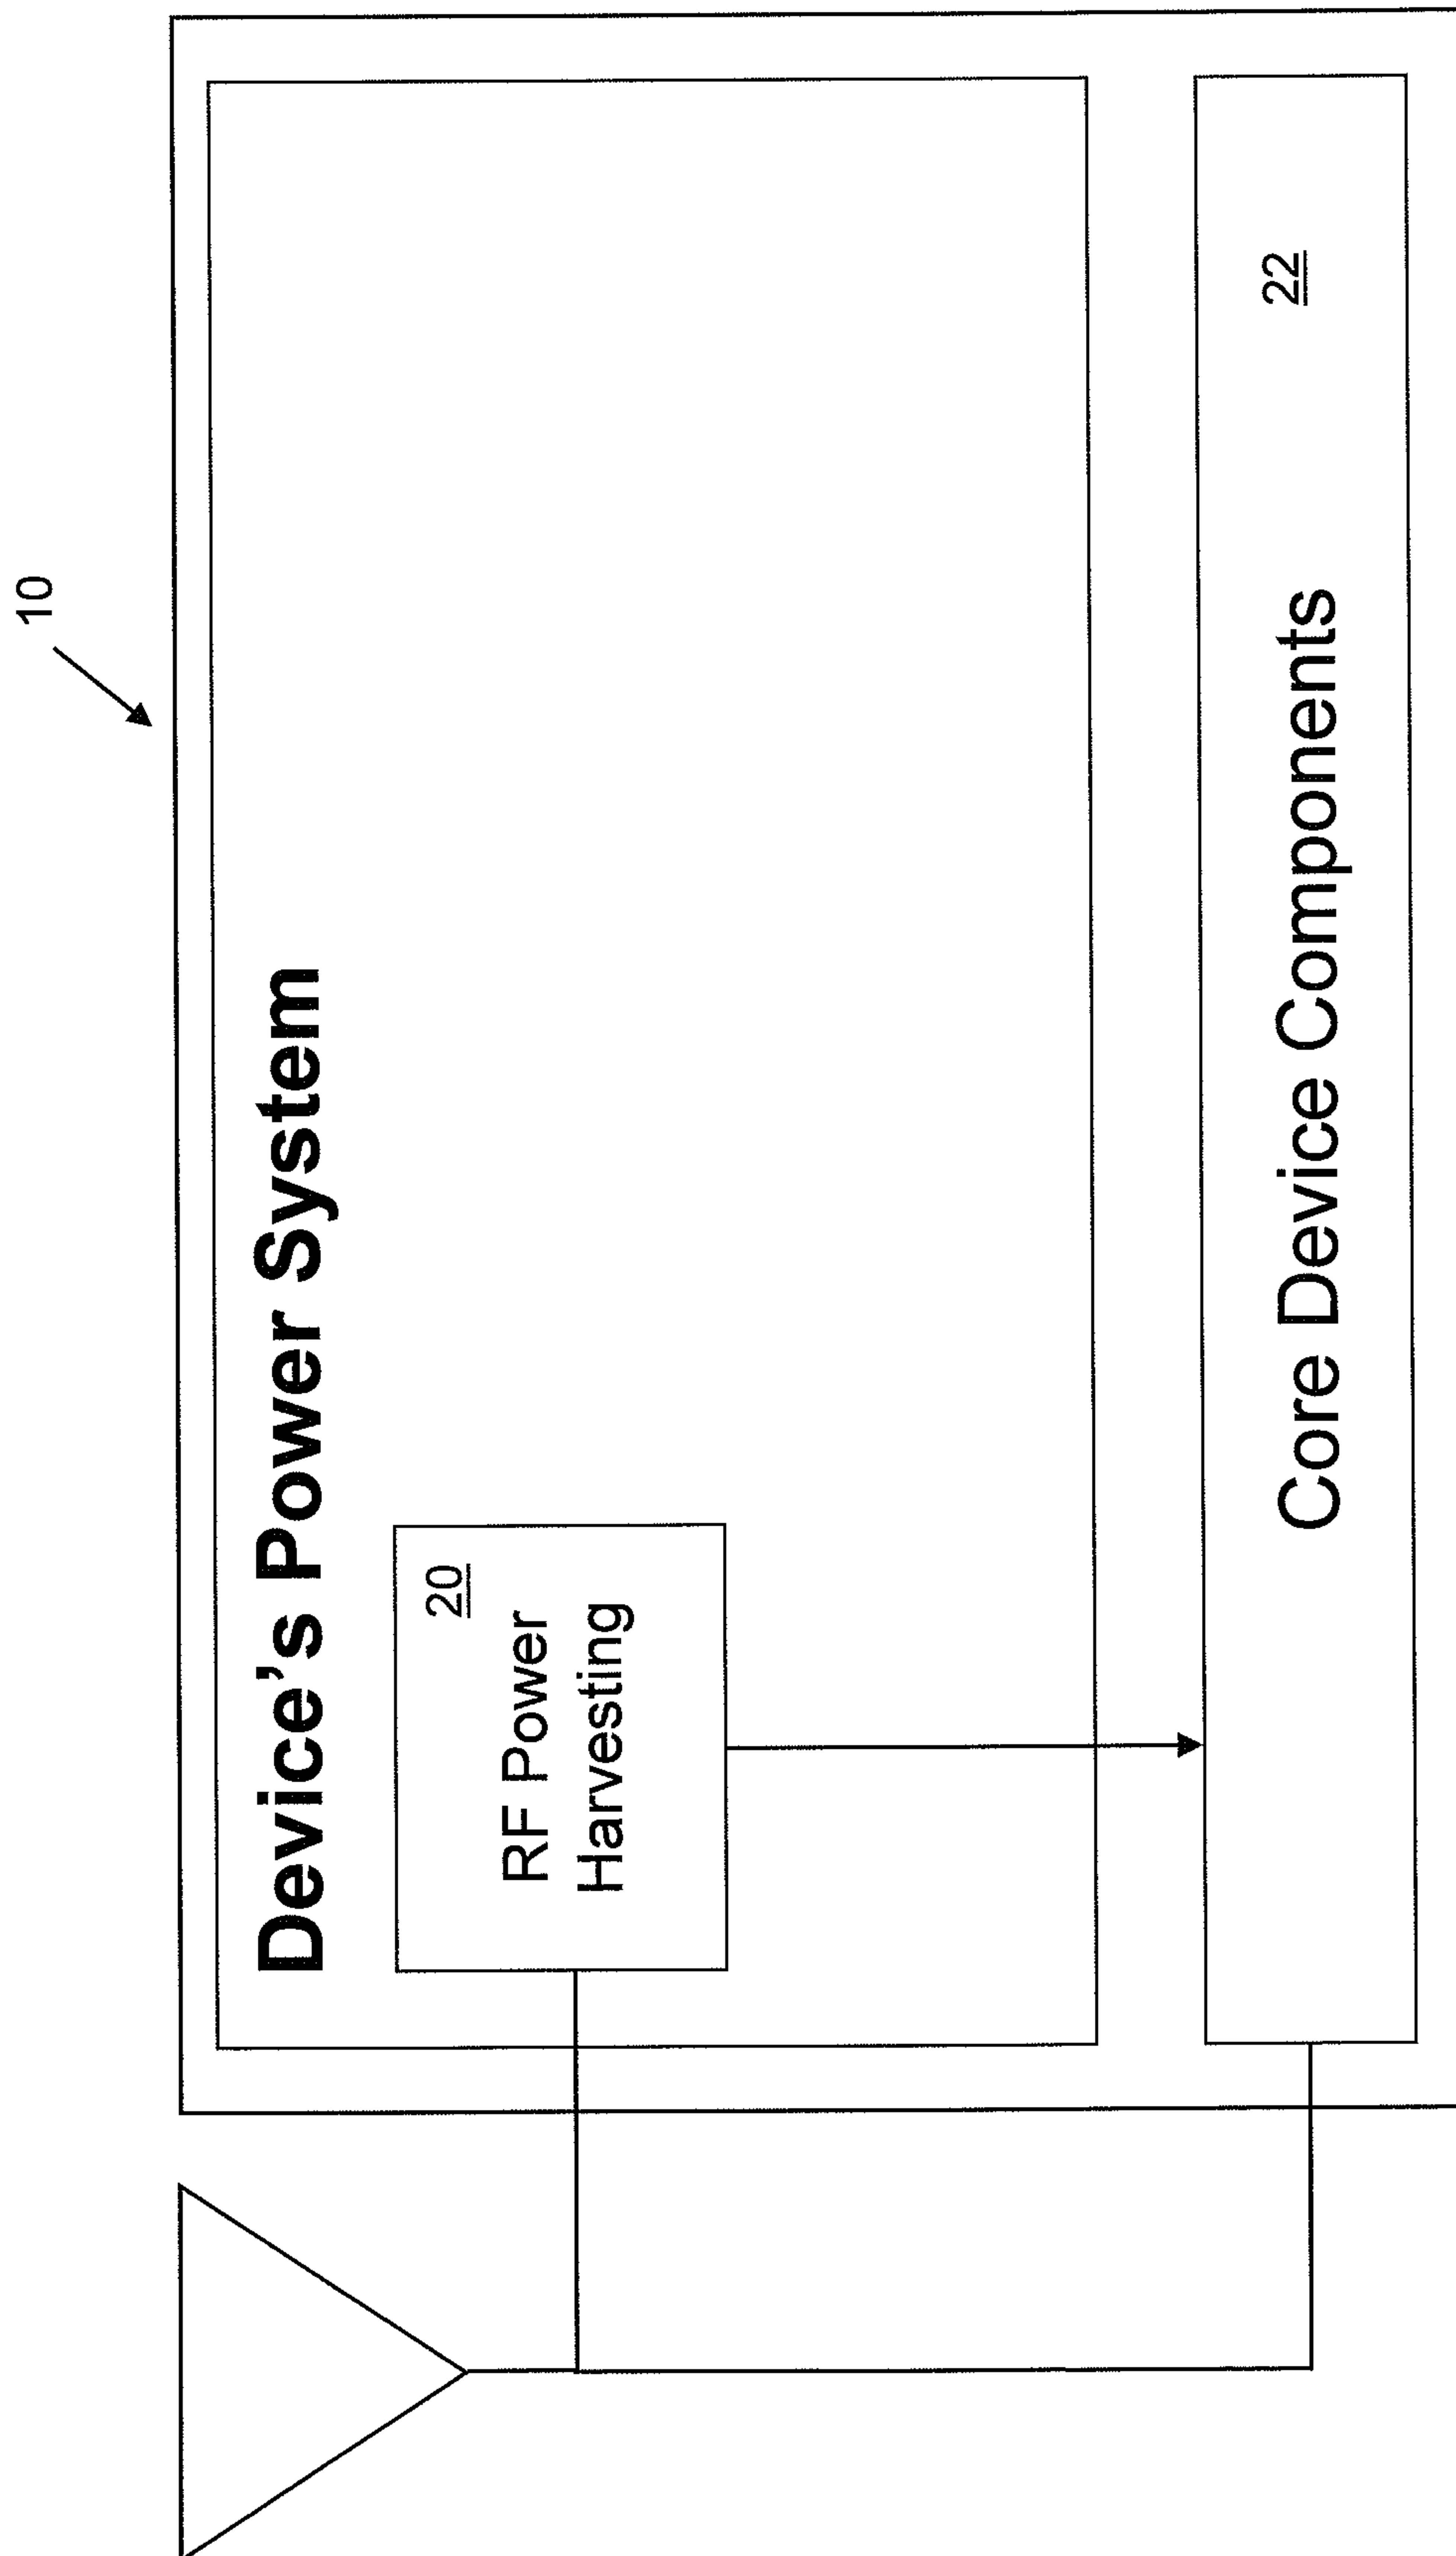 10
Device's Power System
20
RF Power
Harvesting
22
Core Device Components